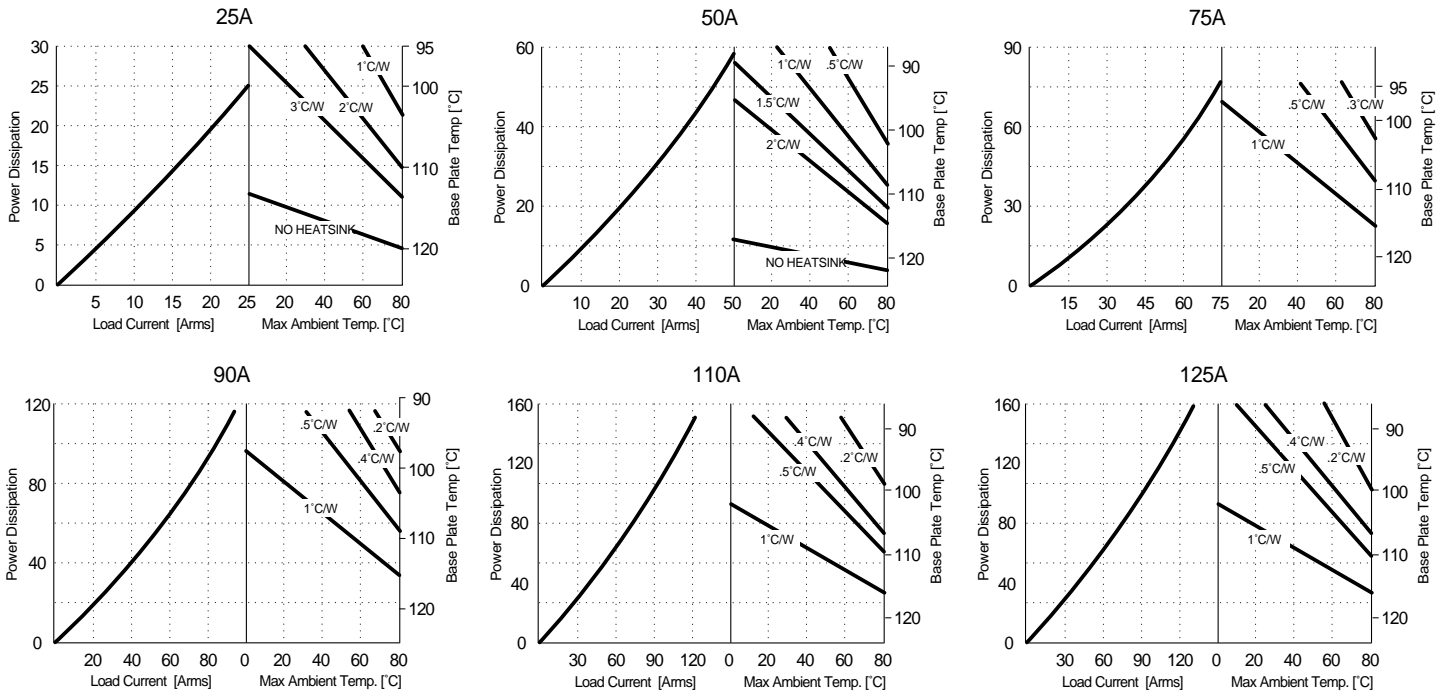 25A
30
25
20
15
10
5
0
Power Dissipation
5 10 15 20 25 20 40 60 80
Load Current [Arms] Max Ambient Temp. [˚C]
3˚C/W
2˚C/W
1˚C/W
NO HEATSINK
95
100
110
120
Base Plate Temp [˚C]
50A
60
40
20
0
Power Dissipation
10 20 30 40 50 20 40 60 80
Load Current [Arms] Max Ambient Temp. [˚C]
1˚C/W
.5˚C/W
1.5˚C/W
2˚C/W
NO HEATSINK
90
100
110
120
Base Plate Temp [˚C]
75A
90
60
30
0
Power Dissipation
15 30 45 60 75 20 40 60 80
Load Current [Arms] Max Ambient Temp. [˚C]
.5˚C/W
.3˚C/W
1˚C/W
95
100
110
120
Base Plate Temp [˚C]
90A
120
80
40
0
Power Dissipation
20 40 60 80 0 20 40 60 80
Load Current [Arms] Max Ambient Temp. [˚C]
.5˚C/W
.2˚C/W
.4˚C/W
1˚C/W
90
100
110
120
Base Plate Temp [˚C]
110A
160
120
80
40
0
Power Dissipation
30 60 90 120 0 20 40 60 80
Load Current [Arms] Max Ambient Temp. [˚C]
.4˚C/W
.2˚C/W
.5˚C/W
1˚C/W
90
100
110
120
Base Plate Temp [˚C]
125A
160
120
80
40
0
Power Dissipation
30 60 90 120 0 20 40 60 80
Load Current [Arms] Max Ambient Temp. [˚C]
.4˚C/W
.2˚C/W
.5˚C/W
1˚C/W
90
100
110
120
Base Plate Temp [˚C]